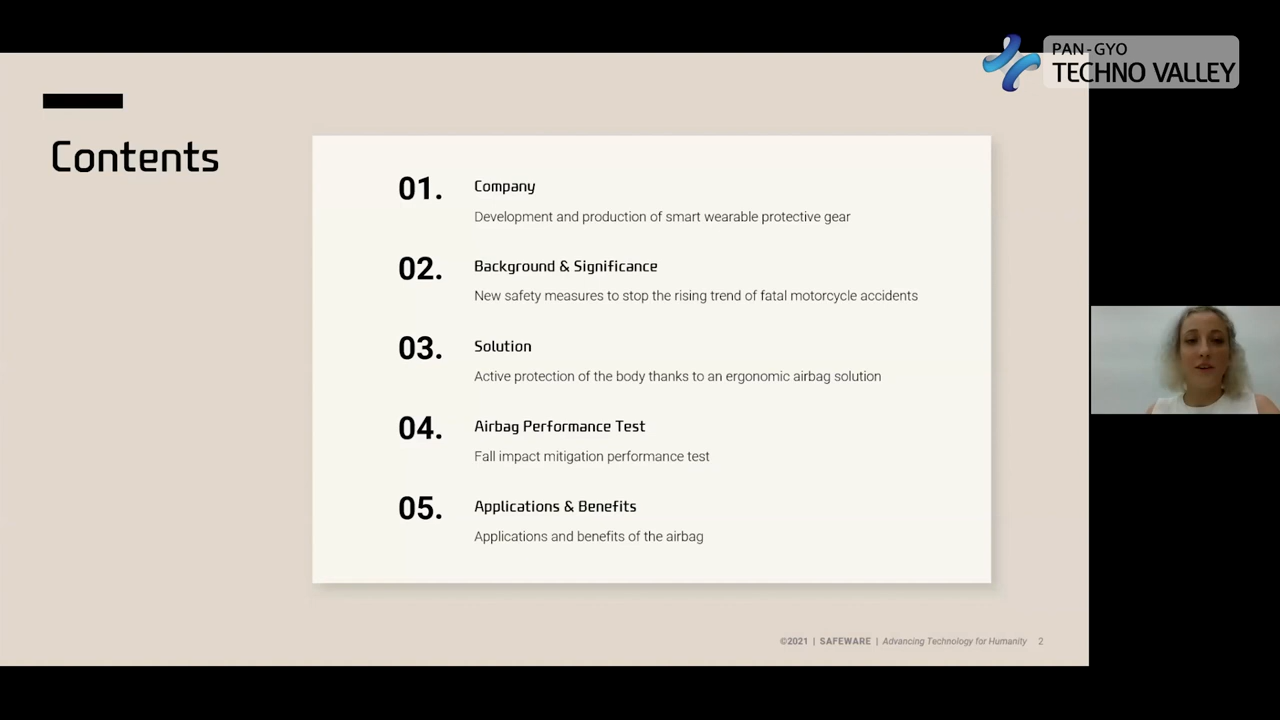 PAN-GYO
TECHNO VALLEY
Contents
01. Company
Development and production of smart wearable protective gear
02. Background & Significance
New safety measures to stop the rising trend of fatal motorcycle accidents
03. Solution
Active protection of the body thanks to an ergonomic airbag solution
04. Airbag Performance Test
Fall impact mitigation performance test
05. Applications & Benefits
Applications and benefits of the airbag
©2021 | SAFEWARE | Advancing Technology for Humanity 2